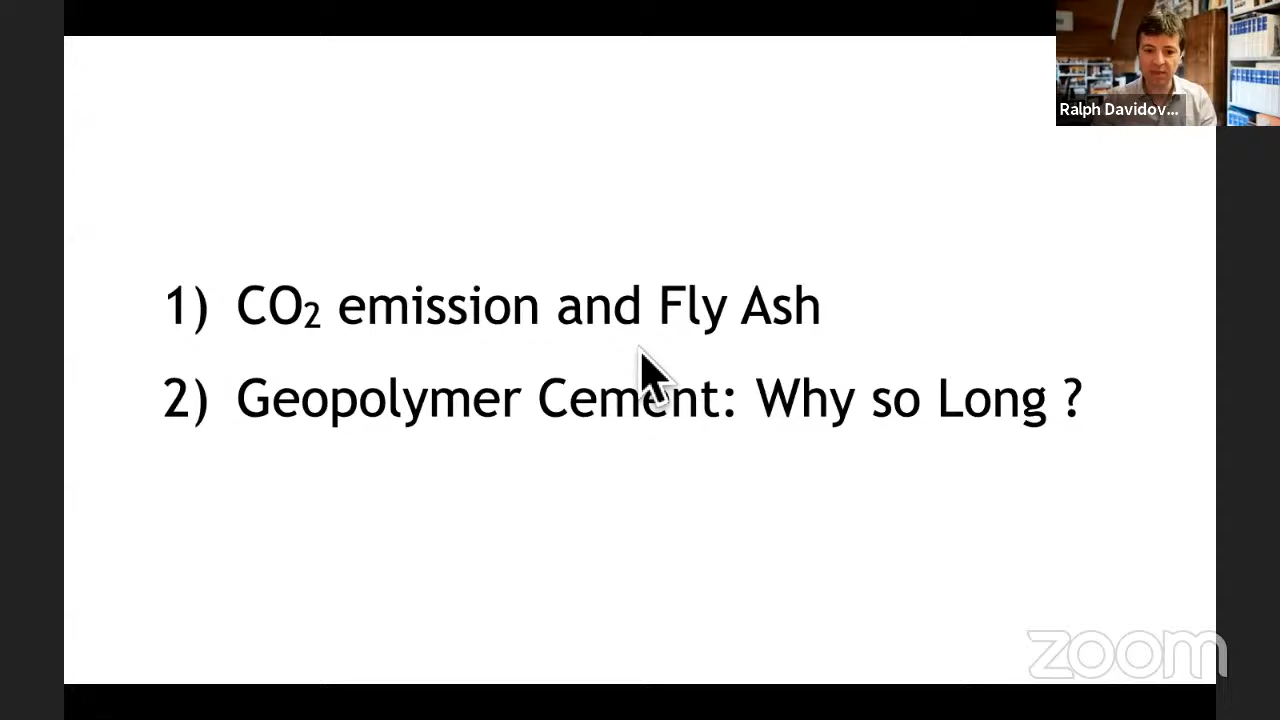 Ralph Davidov...
1) CO₂ emission and Fly Ash
2) Geopolymer Cement: Why so Long ?
zoom